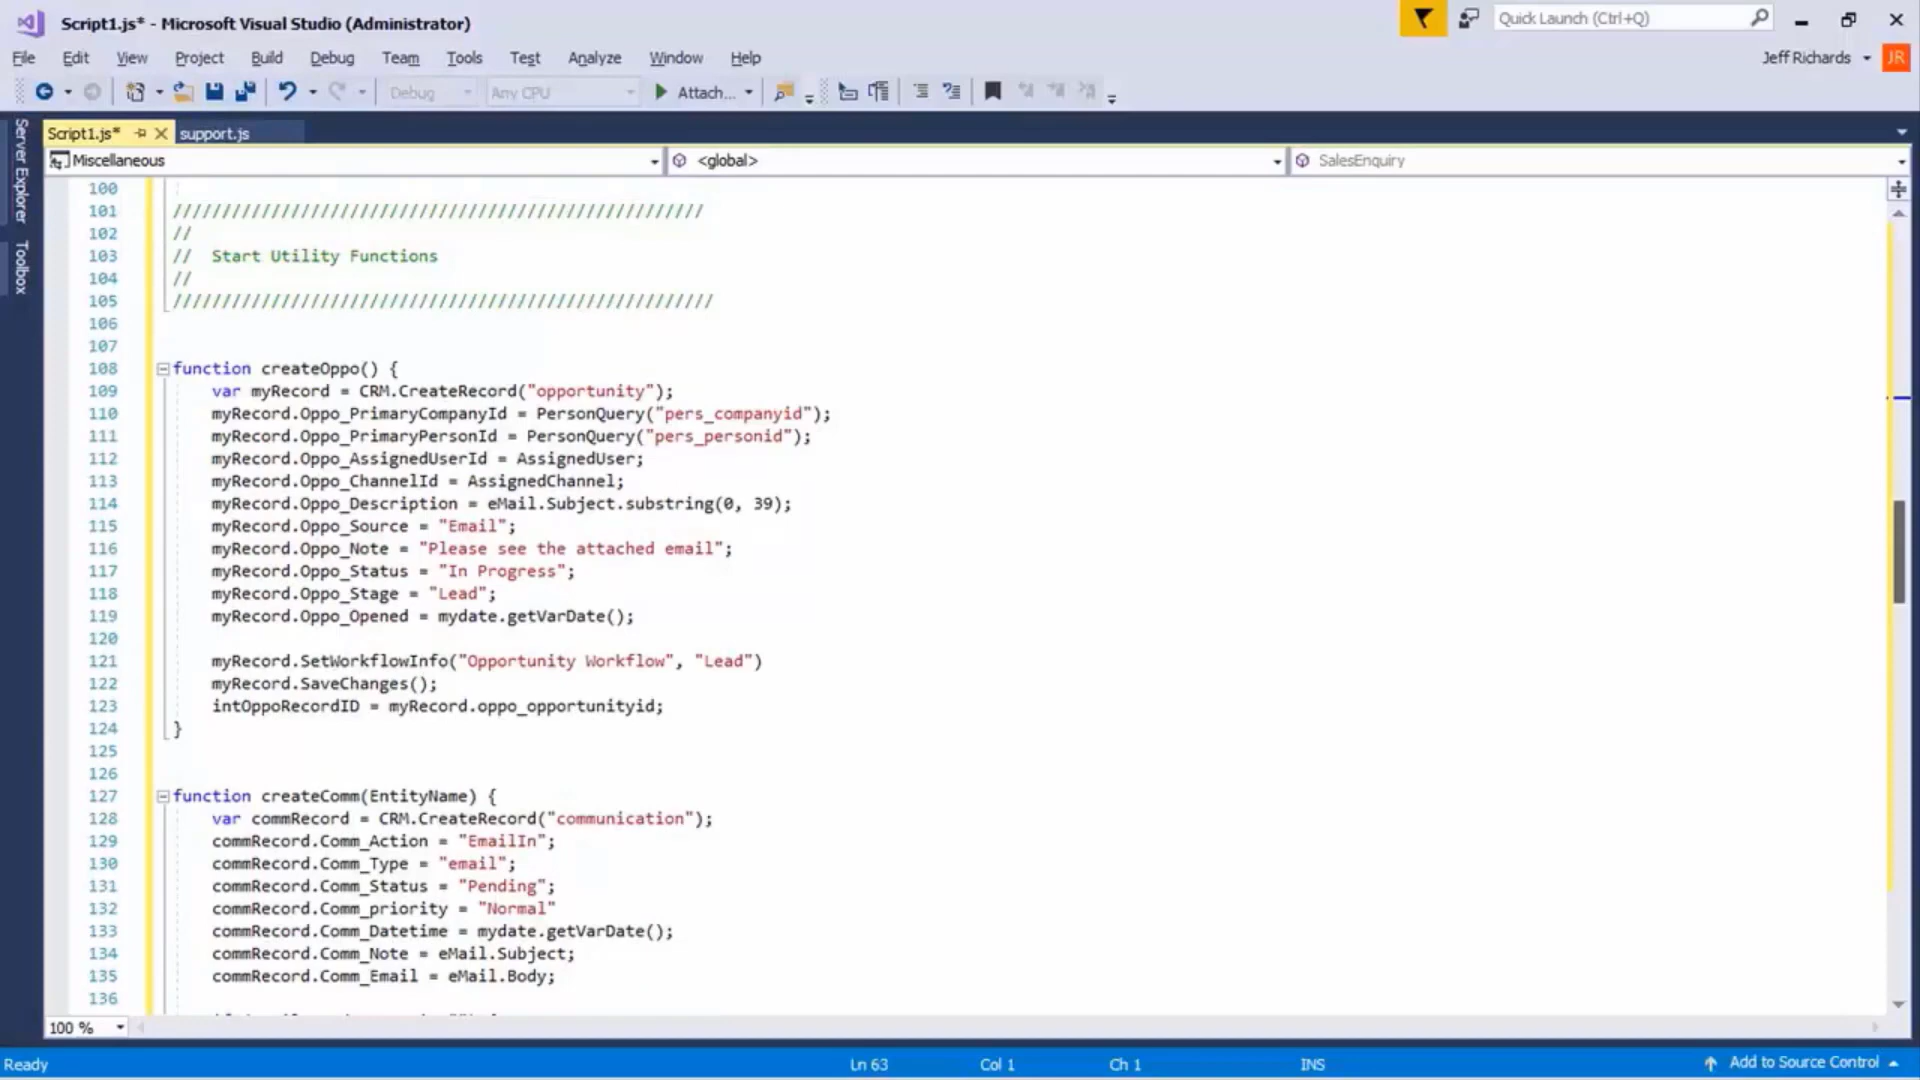 Script1.js* - Microsoft Visual Studio (Administrator)
Quick Launch (Ctrl+Q)
File Edit View Project Build Debug Team Tools Test Analyze Window Help
Jeff Richards JR
Debug Any CPU Attach...
Server Explorer
Toolbox
Script1.js* support.js
Miscellaneous <global> SalesEnquiry
100
101 //////////////////////////////////////////////////////
102 //
103 // Start Utility Functions
104 //
105 ///////////////////////////////////////////////////////
106
107
108 function createOppo() {
109 var myRecord = CRM.CreateRecord("opportunity");
110 myRecord.Oppo_PrimaryCompanyId = PersonQuery("pers_companyid");
111 myRecord.Oppo_PrimaryPersonId = PersonQuery("pers_personid");
112 myRecord.Oppo_AssignedUserId = AssignedUser;
113 myRecord.Oppo_ChannelId = AssignedChannel;
114 myRecord.Oppo_Description = eMail.Subject.substring(0, 39);
115 myRecord.Oppo_Source = "Email";
116 myRecord.Oppo_Note = "Please see the attached email";
117 myRecord.Oppo_Status = "In Progress";
118 myRecord.Oppo_Stage = "Lead";
119 myRecord.Oppo_Opened = mydate.getVarDate();
120
121 myRecord.SetWorkflowInfo("Opportunity Workflow", "Lead")
122 myRecord.SaveChanges();
123 intOppoRecordID = myRecord.oppo_opportunityid;
124 }
125
126
127 function createComm(EntityName) {
128 var commRecord = CRM.CreateRecord("communication");
129 commRecord.Comm_Action = "EmailIn";
130 commRecord.Comm_Type = "email";
131 commRecord.Comm_Status = "Pending";
132 commRecord.Comm_priority = "Normal"
133 commRecord.Comm_Datetime = mydate.getVarDate();
134 commRecord.Comm_Note = eMail.Subject;
135 commRecord.Comm_Email = eMail.Body;
136
100 %
Ready Ln 63 Col 1 Ch 1 INS Add to Source Control